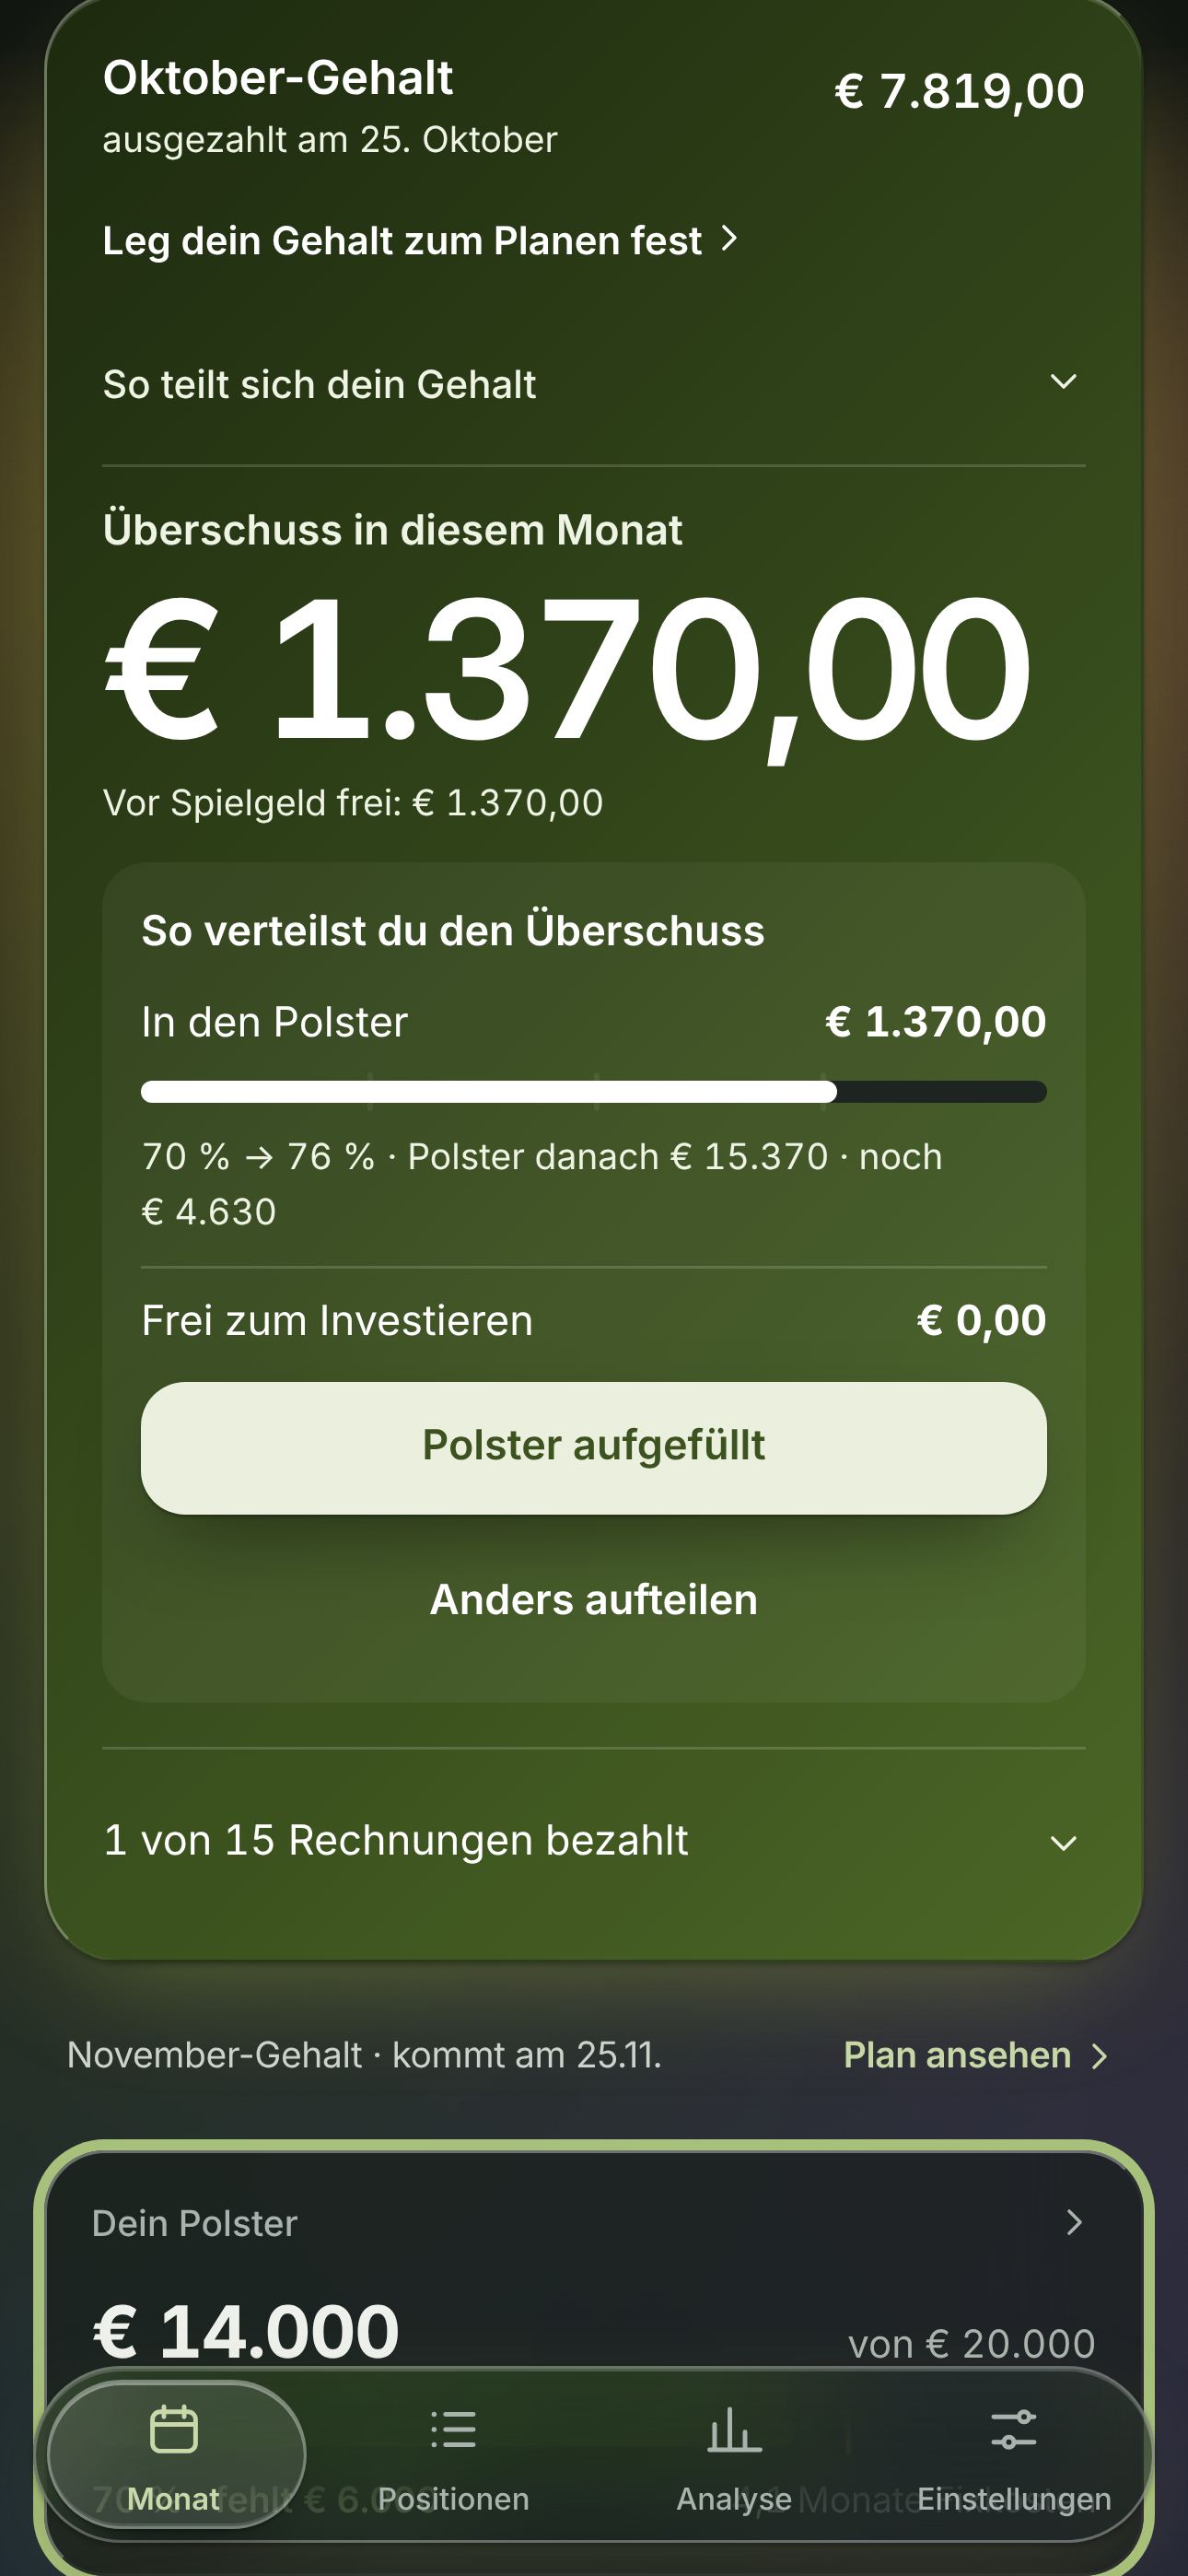 Oktober-Gehalt
€ 7.819,00
ausgezahlt am 25. Oktober
Leg dein Gehalt zum Planen fest
So teilt sich dein Gehalt
Überschuss in diesem Monat
€ 1.370,00
Vor Spielgeld frei: € 1.370,00
So verteilst du den Überschuss
In den Polster
€ 1.370,00
70 % → 76 % · Polster danach € 15.370 · noch
€ 4.630
Frei zum Investieren
€ 0,00
Polster aufgefüllt
Anders aufteilen
1 von 15 Rechnungen bezahlt
November-Gehalt · kommt am 25.11.
Plan ansehen
Dein Polster
€ 14.000
von € 20.000
Monat
Positionen
Analyse
Einstellungen